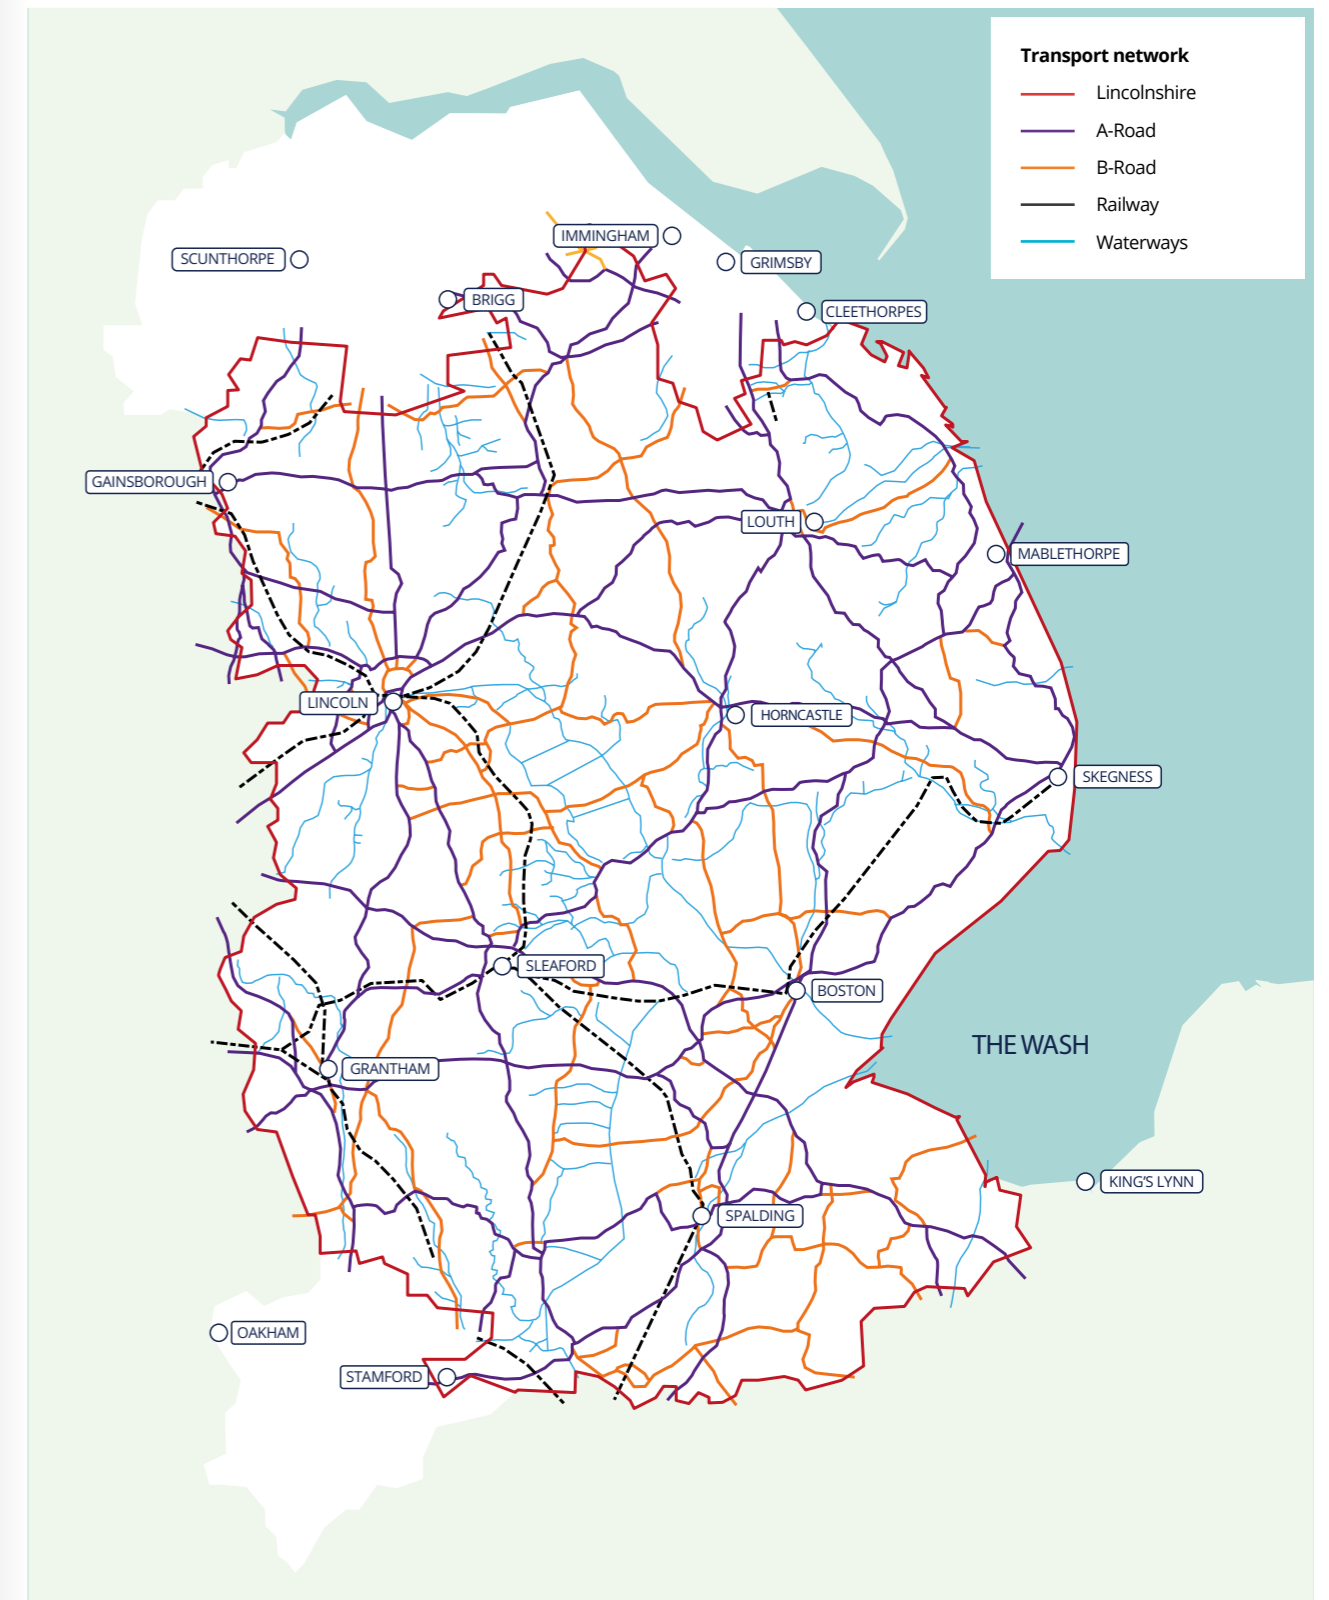 Transport network
Lincolnshire
A-Road
B-Road
Railway
Waterways
IMMINGHAM
SCUNTHORPE
GRIMSBY
BRIGG
CLEETHORPES
GAINSBOROUGH
LOUTH
MABLETHORPE
LINCOLN
HORNCASTLE
SKEGNESS
SLEAFORD
BOSTON
THE WASH
GRANTHAM
KING'S LYNN
SPALDING
OAKHAM
STAMFORD